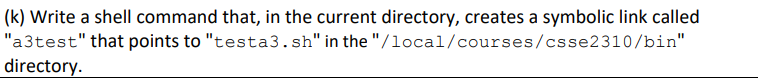 (k) Write a shell command that, in the current directory, creates a symbolic link called
"a3test" that points to "testa3.sh" in the "/local/courses/csse2310/bin"
directory.